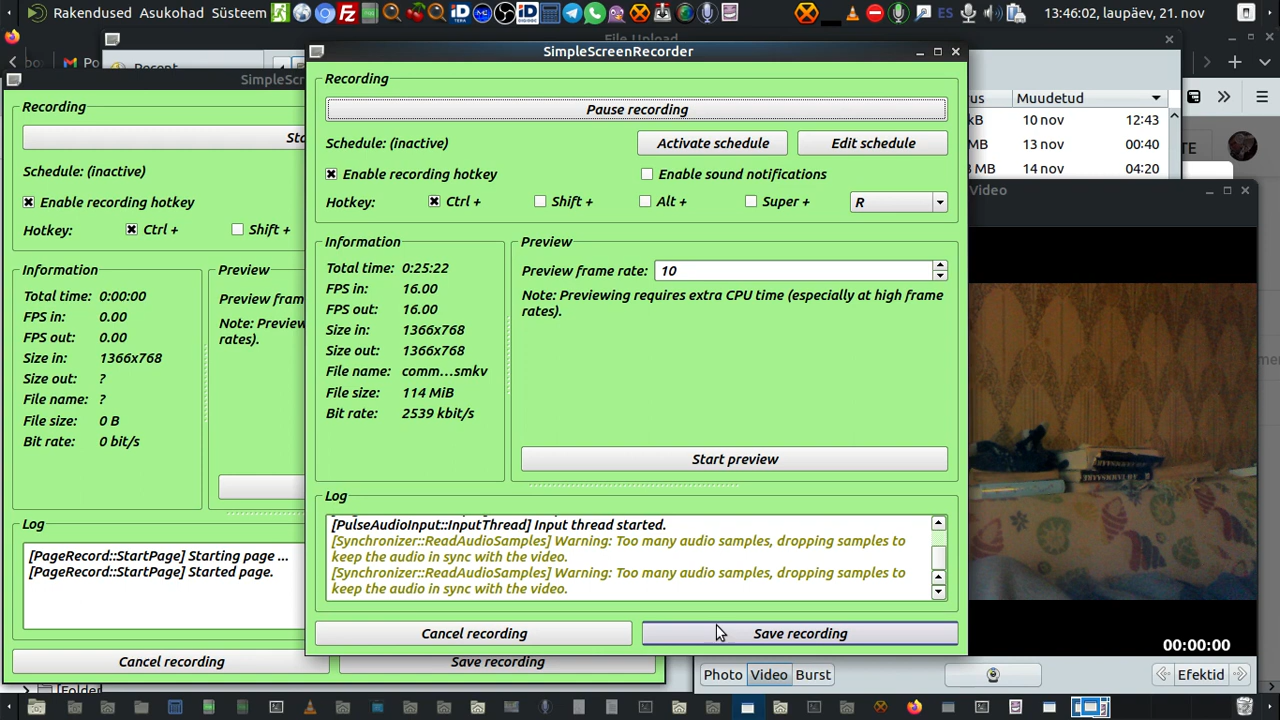 Rakendused Asukohad Süsteem
ES
13:46:02, laupäev, 21. nov
File Upload
Recent
SimpleScreenRecorder
Recording
Pause recording
Schedule: (inactive)
Activate schedule
Edit schedule
Enable recording hotkey
Enable sound notifications
Hotkey:
Ctrl +
Shift +
Alt +
Super +
R
Information
Total time: 0:25:22
FPS in: 16.00
FPS out: 16.00
Size in: 1366x768
Size out: 1366x768
File name: comm…smkv
File size: 114 MiB
Bit rate: 2539 kbit/s
Preview
Preview frame rate: 10
Note: Previewing requires extra CPU time (especially at high frame
rates).
Start preview
Log
[PulseAudioInput::InputThread] Input thread started.
[Synchronizer::ReadAudioSamples] Warning: Too many audio samples, dropping samples to
keep the audio in sync with the video.
[Synchronizer::ReadAudioSamples] Warning: Too many audio samples, dropping samples to
keep the audio in sync with the video.
Cancel recording
Save recording
SimpleScr
Recording
Sta
Schedule: (inactive)
Enable recording hotkey
Hotkey:
Ctrl +
Shift +
Information
Total time: 0:00:00
FPS in: 0.00
FPS out: 0.00
Size in: 1366x768
Size out: ?
File name: ?
File size: 0 B
Bit rate: 0 bit/s
Preview
Preview fram
Note: Previe
rates).
Log
[PageRecord::StartPage] Starting page ...
[PageRecord::StartPage] Started page.
Cancel recording
Save recording
Muudetud
kB 10 nov 12:43
MB 13 nov 00:40
MB 14 nov 04:20
TE
Video
00:00:00
Photo
Video
Burst
Efektid